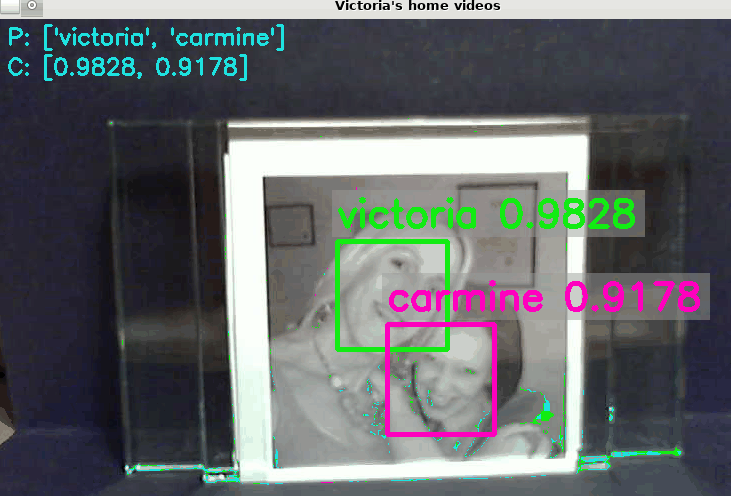 Victoria's home videos
P: ['victoria', 'carmine']
C: [0.9828, 0.9178]
victoria 0.9828
carmine 0.9178